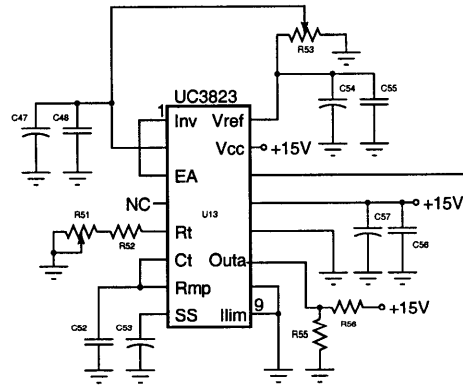 R53
UC3823
C47
C48
1
Inv
Vref
C54
C55
Vcc
+15V
EA
NC
U13
C57
C56
+15V
R51
R52
Rt
Ct
Outa
Rmp
C52
C53
SS
Ilim
9
R55
R56
+15V